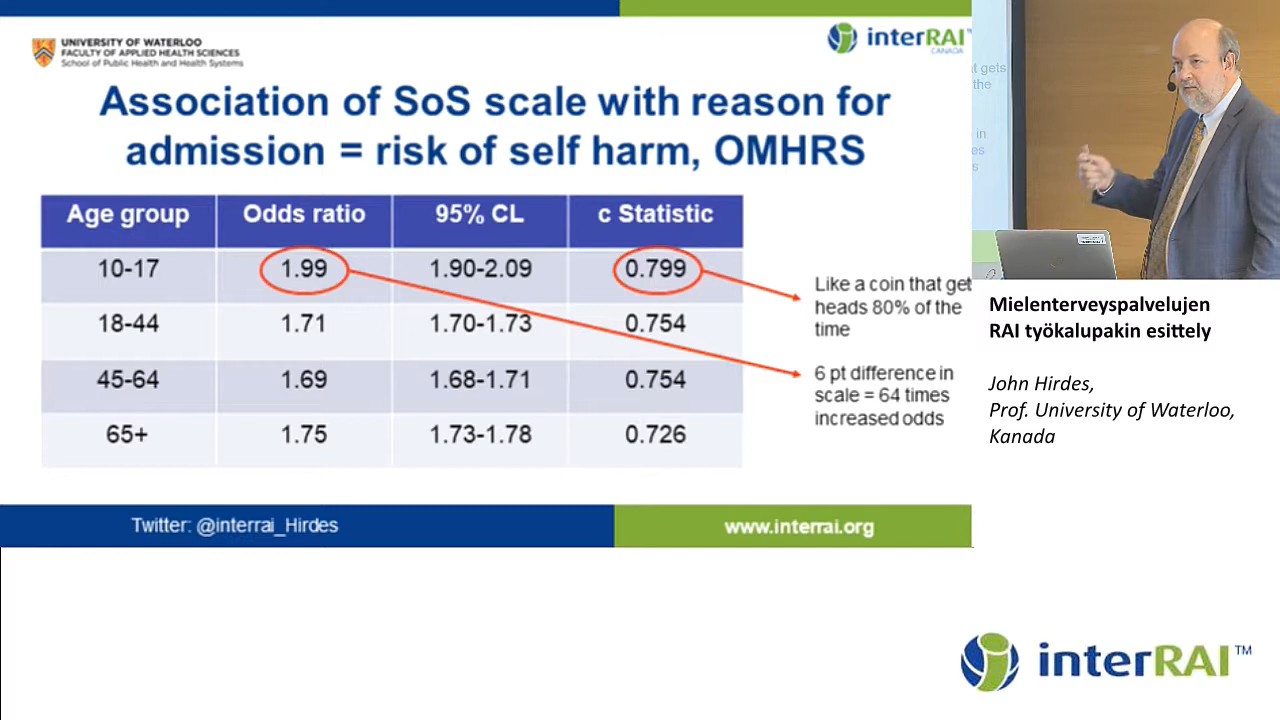 UNIVERSITY OF WATERLOO
FACULTY OF APPLIED HEALTH SCIENCES
School of Public Health and Health Systems
interRAI
CANADA
Association of SoS scale with reason for
admission = risk of self harm, OMHRS
Age group Odds ratio 95% CL c Statistic
10-17 1.99 1.90-2.09 0.799
18-44 1.71 1.70-1.73 0.754
45-64 1.69 1.68-1.71 0.754
65+ 1.75 1.73-1.78 0.726
Like a coin that get
heads 80% of the
time
6 pt difference in
scale = 64 times
increased odds
Twitter: @interrai_Hirdes
www.interrai.org
at gets
the
in
Mielenterveyspalvelujen
RAI työkalupakin esittely
John Hirdes,
Prof. University of Waterloo,
Kanada
interRAI™